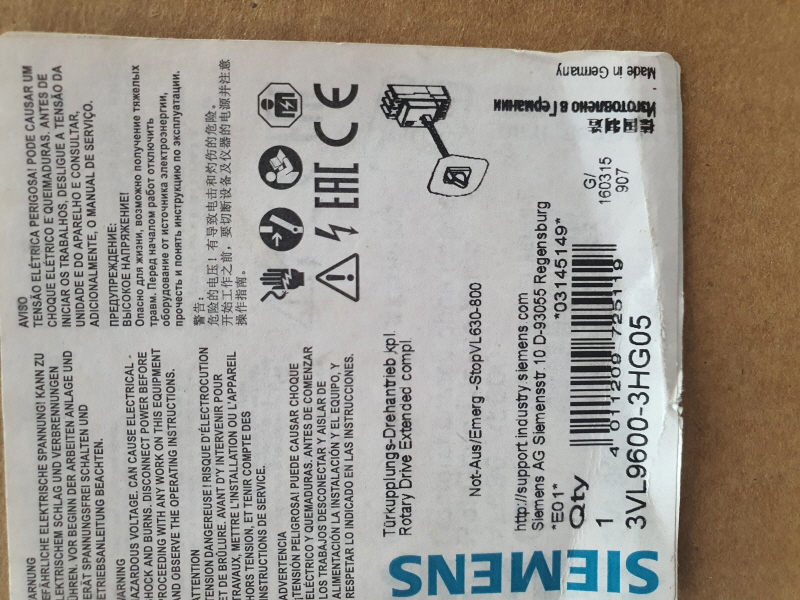 ARNUNG
EFÄHRLICHE ELEKTRISCHE SPANNUNG! KANN ZU
LEKTRISCHEM SCHLAG UND VERBRENNUNGEN
ÜHREN. VOR BEGINN DER ARBEITEN ANLAGE UND
ERÄT SPANNUNGSFREI SCHALTEN UND
ETRIEBSANLEITUNG BEACHTEN.
ARNING
AZARDOUS VOLTAGE. CAN CAUSE ELECTRICAL -
HOCK AND BURNS. DISCONNECT POWER BEFORE
ROCEEDING WITH ANY WORK ON THIS EQUIPMENT
AND OBSERVE THE OPERATING INSTRUCTIONS.
ATTENTION
TENSION DANGEREUSE! RISQUE D'ÉLECTROCUTION
ET DE BRÛLURE. AVANT D'Y INTERVENIR POUR
TRAVAUX, METTRE L'INSTALLATION OU L'APPAREIL
HORS TENSION, ET TENIR COMPTE DES
INSTRUCTIONS DE SERVICE.
ADVERTENCIA
¡TENSIÓN PELIGROSA! PUEDE CAUSAR CHOQUE
ELÉCTRICO Y QUEMADURAS. ANTES DE COMENZAR
LOS TRABAJOS DESCONECTAR Y AISLAR DE
ALIMENTACIÓN LA INSTALACIÓN Y EL EQUIPO, Y
RESPETAR LO INDICADO EN LAS INSTRUCCIONES.
AVISO
TENSÃO ELÉTRICA PERIGOSA! PODE CAUSAR UM
CHOQUE ELÉTRICO E QUEIMADURAS. ANTES DE
INICIAR OS TRABALHOS, DESLIGUE A TENSÃO DA
UNIDADE E DO APARELHO E CONSULTAR,
ADICIONALMENTE, O MANUAL DE SERVIÇO.
ПРЕДУПРЕЖДЕНИЕ:
ВЫСОКОЕ НАПРЯЖЕНИЕ!
Опасно для жизни, возможно получение тяжелых
травм. Перед началом работ отключить
оборудование от источника электроэнергии,
прочесть и понять инструкцию по эксплуатации.
警告:
危险的电压!有导致电击和灼伤的危险。
开始工作之前,要切断设备及仪器的电源并注意
操作指南。
EAC CE
Türkupplungs-Drehantrieb kpl.
Rotary Drive Extended compl.
Not-Aus/Emerg.-StopVL630-800
http://support.industry.siemens.com
Siemens AG Siemensstr.10 D-93055 Regensburg
*E01* *03145149*
Qty
1
4 011209 725119
3VL9600-3HG05
G/
160315
907
德国制造
Изготовлено в Германии
Made in Germany
SIEMENS